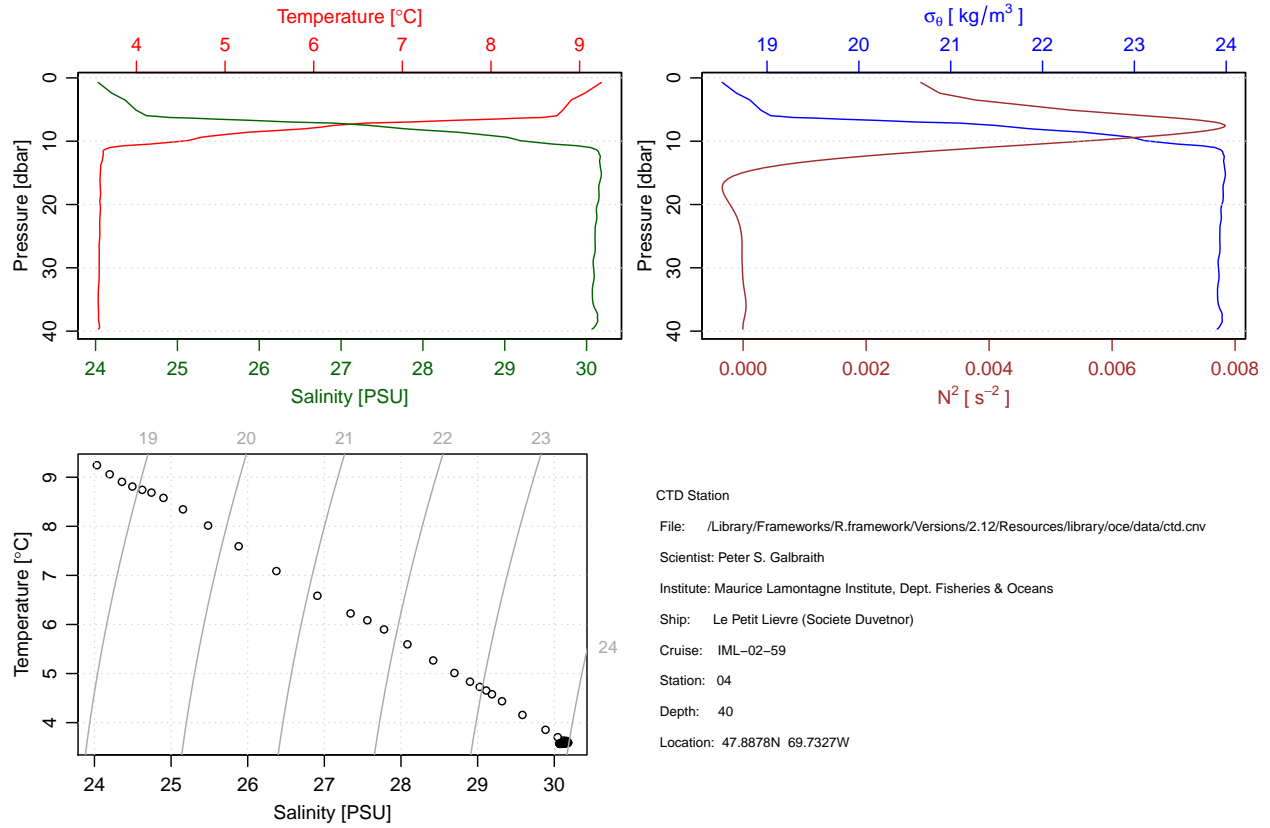 Temperature [°C]
4 5 6 7 8 9
Pressure [dbar]
0 10 20 30 40
24 25 26 27 28 29 30
Salinity [PSU]
σθ [ kg/m³ ]
19 20 21 22 23 24
Pressure [dbar]
0 10 20 30 40
0.000 0.002 0.004 0.006 0.008
N² [ s⁻² ]
19 20 21 22 23
24
Temperature [°C]
9 8 7 6 5 4
24 25 26 27 28 29 30
Salinity [PSU]
CTD Station
File: /Library/Frameworks/R.framework/Versions/2.12/Resources/library/oce/data/ctd.cnv
Scientist: Peter S. Galbraith
Institute: Maurice Lamontagne Institute, Dept. Fisheries & Oceans
Ship: Le Petit Lievre (Societe Duvetnor)
Cruise: IML−02−59
Station: 04
Depth: 40
Location: 47.8878N 69.7327W